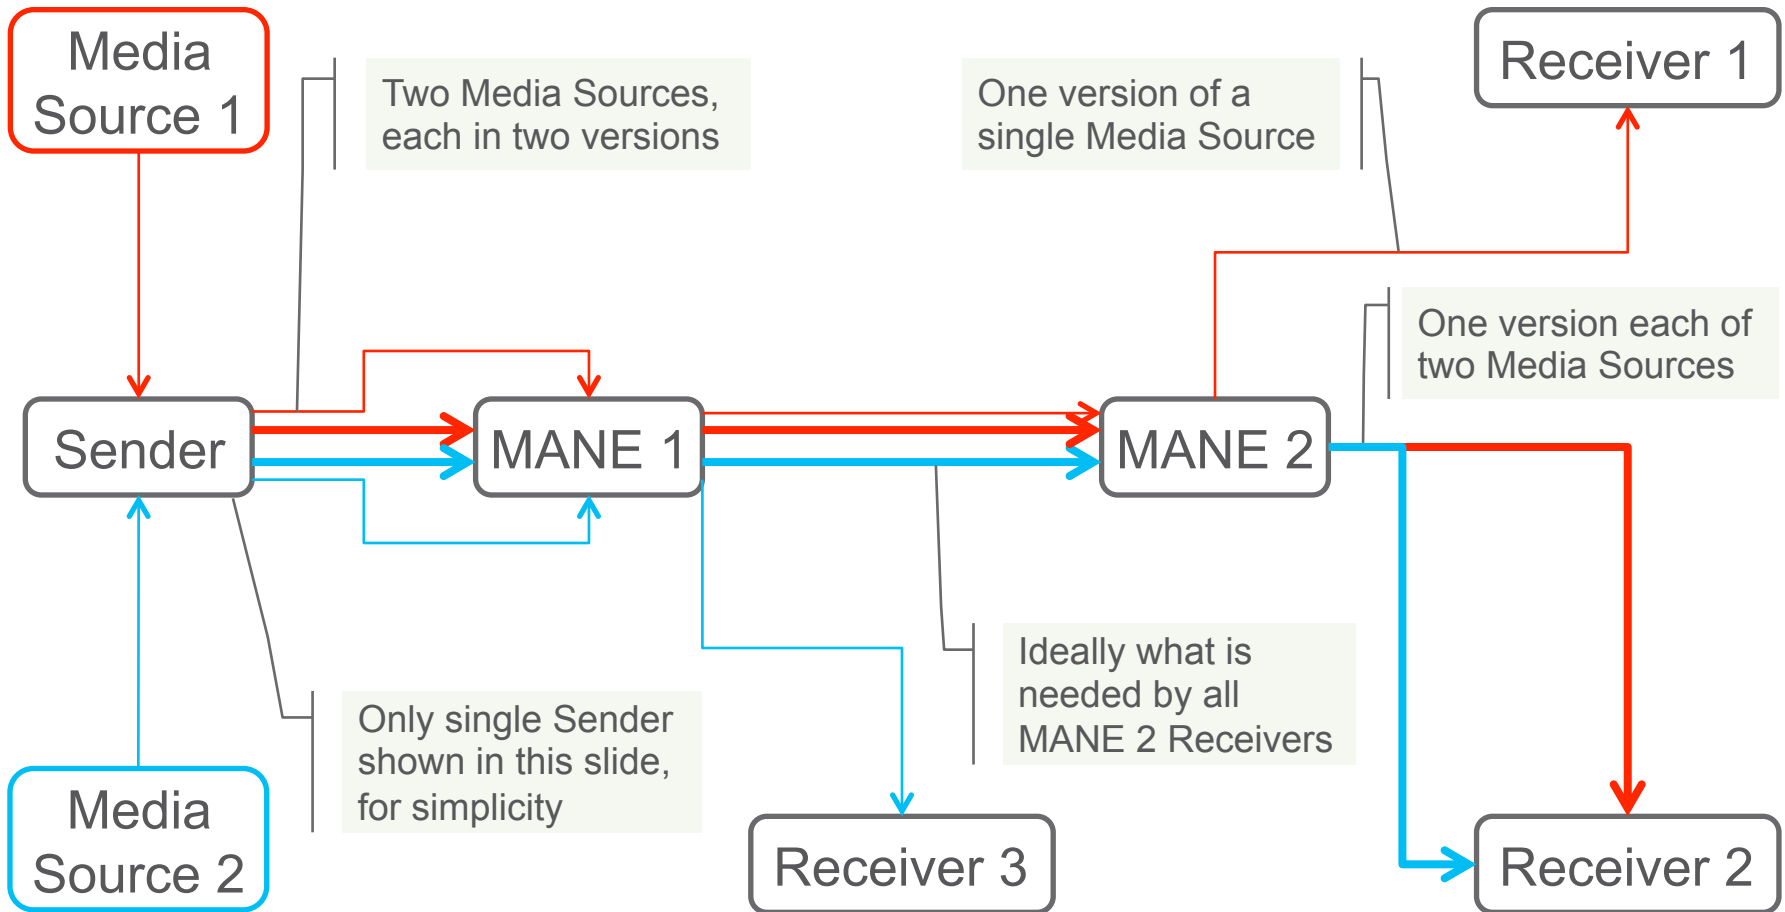 Media
Source 1
Two Media Sources,
each in two versions
One version of a
single Media Source
Receiver 1
One version each of
two Media Sources
Sender
MANE 1
MANE 2
Ideally what is
needed by all
MANE 2 Receivers
Only single Sender
shown in this slide,
for simplicity
Media
Source 2
Receiver 3
Receiver 2